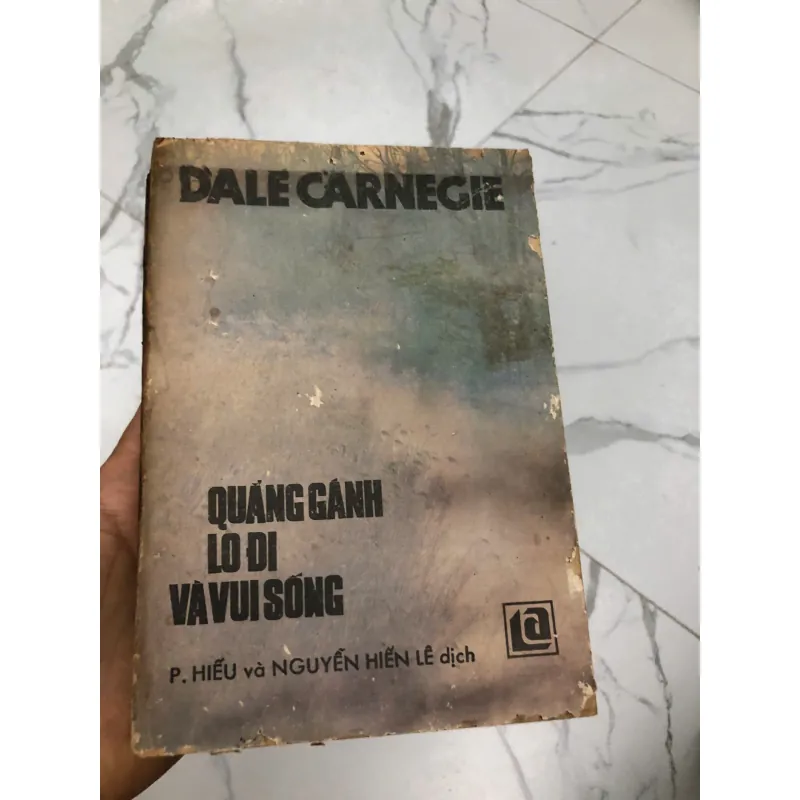 DALE CARNEGIE
QUẲNG GÁNH
LO ĐI
VÀ VUI SỐNG
P. HIẾU và NGUYỄN HIẾN LÊ dịch